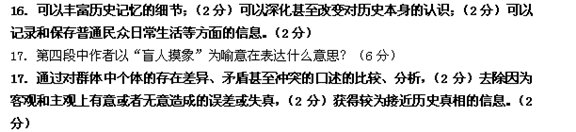 16. 可以丰富历史记忆的细节;(2 分)可以深化甚至改变对历史本身的认识;(2 分)可以
记录和保存普通民众日常生活等方面的信息。(2 分)
17. 第四段中作者以“盲人摸象”为喻意在表达什么意思?(6 分)
17. 通过对群体中个体的存在差异、矛盾甚至冲突的口述的比较、分析,(2 分)去除因为
客观和主观上有意或者无意造成的误差或失真,(2 分)获得较为接近历史真相的信息。(2
分)